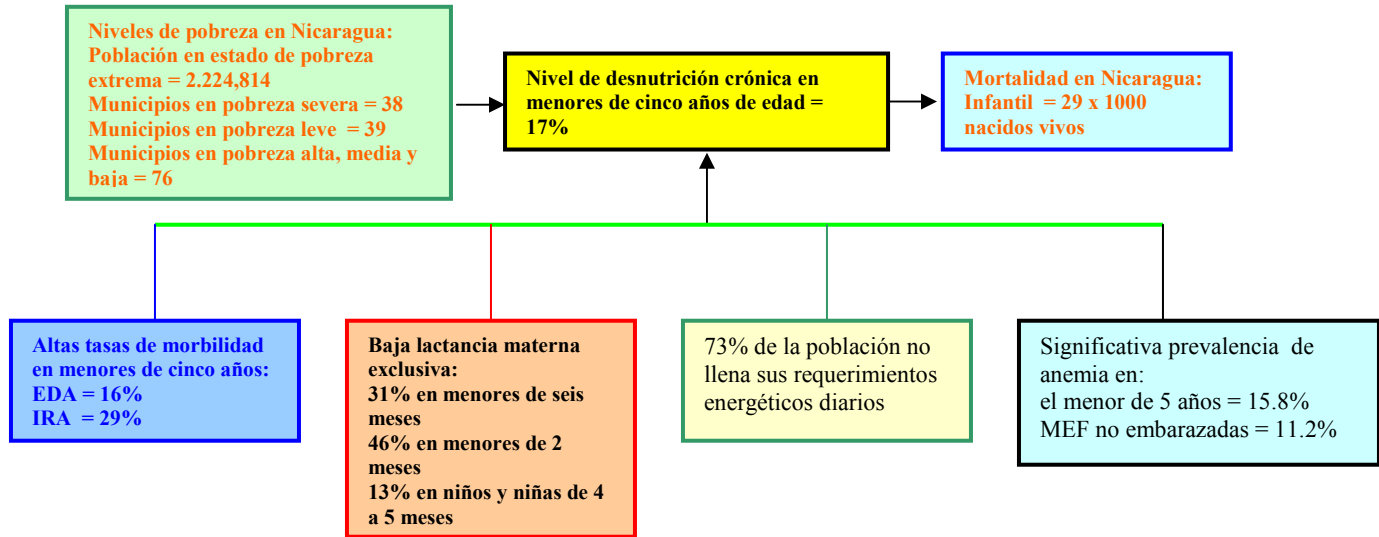 Niveles de pobreza en Nicaragua:
Población en estado de pobreza
extrema = 2.224,814
Municipios en pobreza severa = 38
Municipios en pobreza leve = 39
Municipios en pobreza alta, media y
baja = 76
Nivel de desnutrición crónica en
menores de cinco años de edad =
17%
Mortalidad en Nicaragua:
Infantil = 29 x 1000
nacidos vivos
Altas tasas de morbilidad
en menores de cinco años:
EDA = 16%
IRA = 29%
Baja lactancia materna
exclusiva:
31% en menores de seis
meses
46% en menores de 2
meses
13% en niños y niñas de 4
a 5 meses
73% de la población no
llena sus requerimientos
energéticos diarios
Significativa prevalencia de
anemia en:
el menor de 5 años = 15.8%
MEF no embarazadas = 11.2%